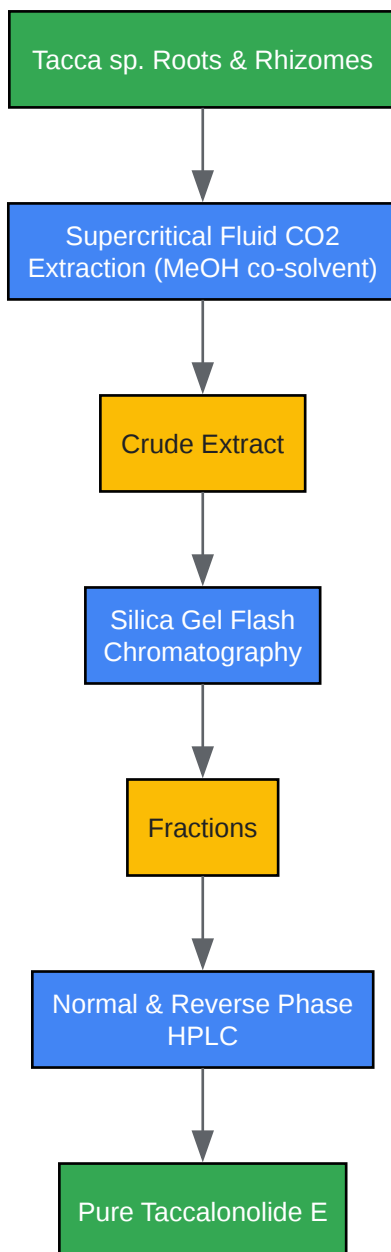 Tacca sp. Roots & Rhizomes
Supercritical Fluid CO2
Extraction (MeOH co-solvent)
Crude Extract
Silica Gel Flash
Chromatography
Fractions
Normal & Reverse Phase
HPLC
Pure Taccalonolide E